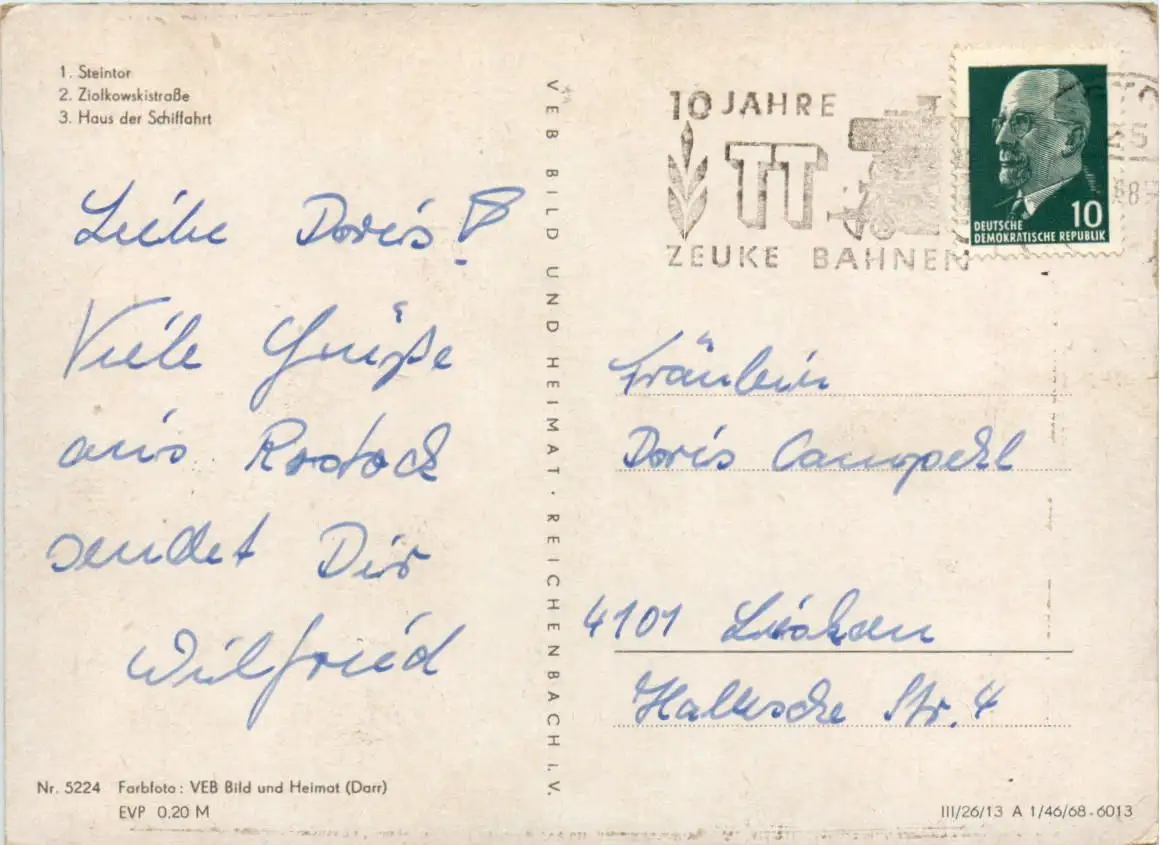 1. Steintor
2. Ziolkowskistraße
3. Haus der Schiffahrt
Liebe Doris!
Viele Grüße
aus Rostock
sendet Dir
Wilfried
Nr. 5224 Farbfoto: VEB Bild und Heimat (Darr)
EVP 0,20 M
VEB BILD UND HEIMAT · REICHENBACH I. V.
10 JAHRE
TT
ZEUKE BAHNEN
10
DEUTSCHE
DEMOKRATISCHE REPUBLIK
68
Fräulein
Doris
4101
Hallesche Str. 4
III/26/13 A 1/46/68-6013